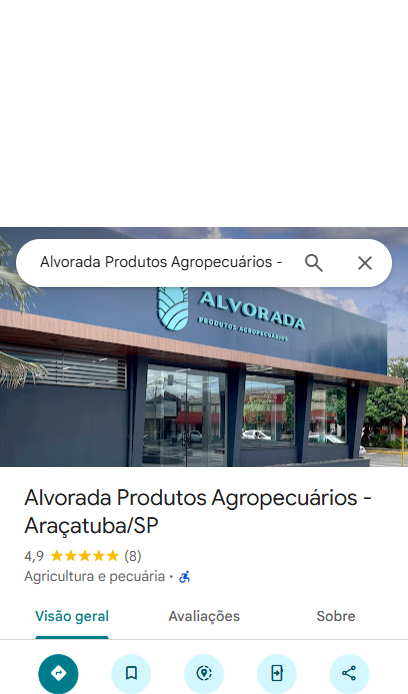 Alvorada Produtos Agropecuários -
ALVORADA
PRODUTOS AGROPECUÁRIOS
Alvorada Produtos Agropecuários -
Araçatuba/SP
4,9 ★★★★★ (8)
Agricultura e pecuária ·
Visão geral
Avaliações
Sobre